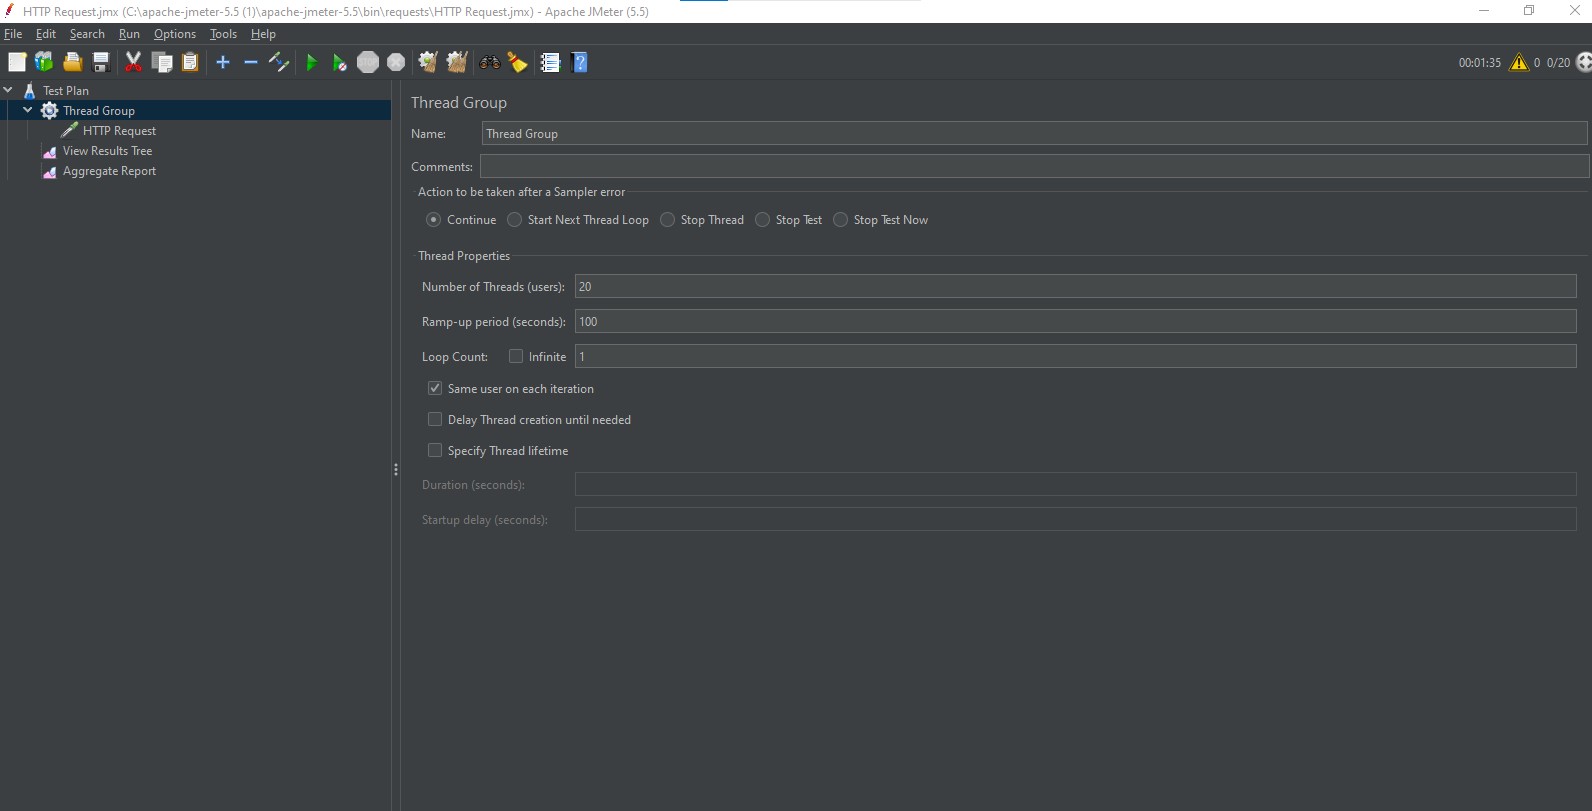 HTTP Request.jmx (C:\apache-jmeter-5.5 (1)\apache-jmeter-5.5\bin\requests\HTTP Request.jmx) - Apache JMeter (5.5)
File Edit Search Run Options Tools Help
STOP 00:01:35 0 0/20
Test Plan
Thread Group
HTTP Request
View Results Tree
Aggregate Report
Thread Group
Name: Thread Group
Comments:
Action to be taken after a Sampler error
Continue Start Next Thread Loop Stop Thread Stop Test Stop Test Now
Thread Properties
Number of Threads (users): 20
Ramp-up period (seconds): 100
Loop Count: Infinite 1
Same user on each iteration
Delay Thread creation until needed
Specify Thread lifetime
Duration (seconds):
Startup delay (seconds):